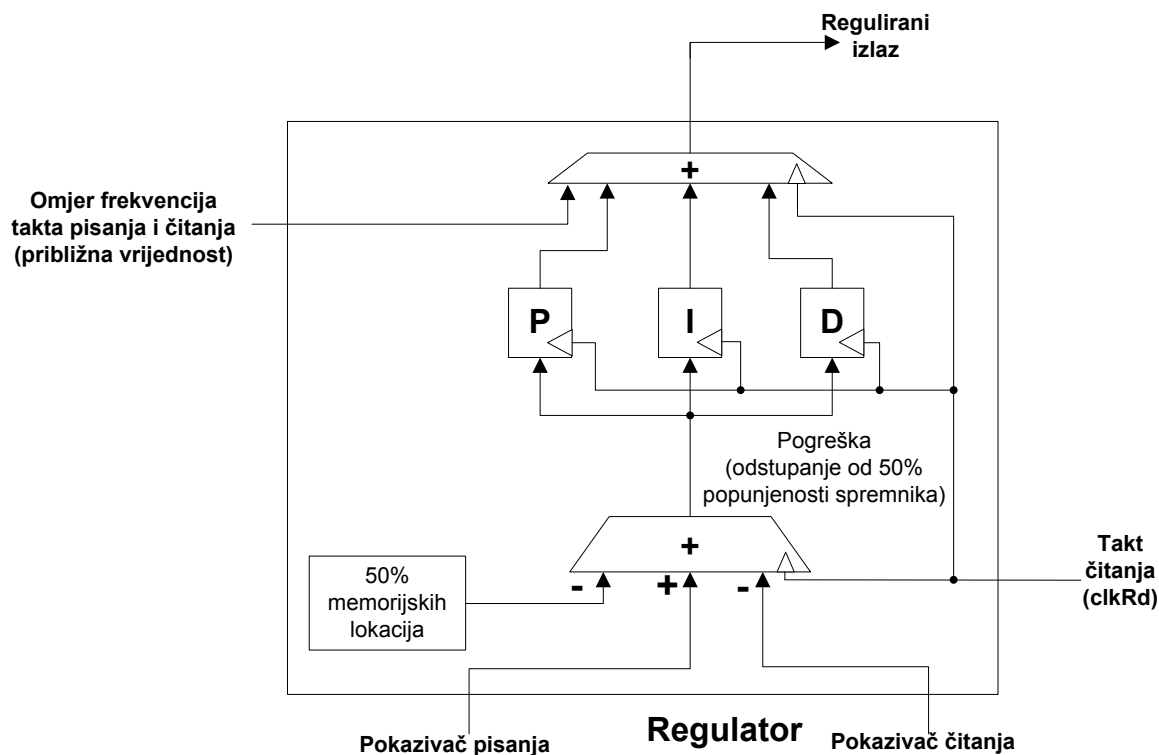 Regulirani
izlaz
+
Omjer frekvencija
takta pisanja i čitanja
(približna vrijednost)
P
I
D
Pogreška
(odstupanje od 50%
popunjenosti spremnika)
+
- + -
50%
memorijskih
lokacija
Takt
čitanja
(clkRd)
Regulator
Pokazivač pisanja
Pokazivač čitanja